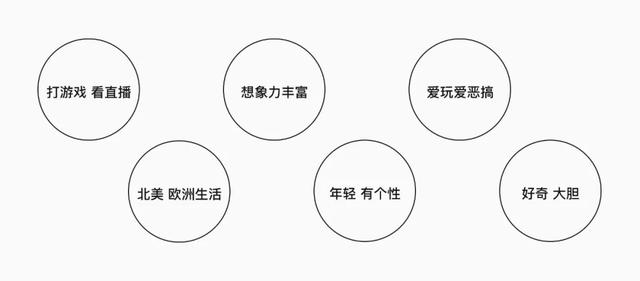 打游戏 看直播
想象力丰富
爱玩爱恶搞
北美 欧洲生活
年轻 有个性
好奇 大胆